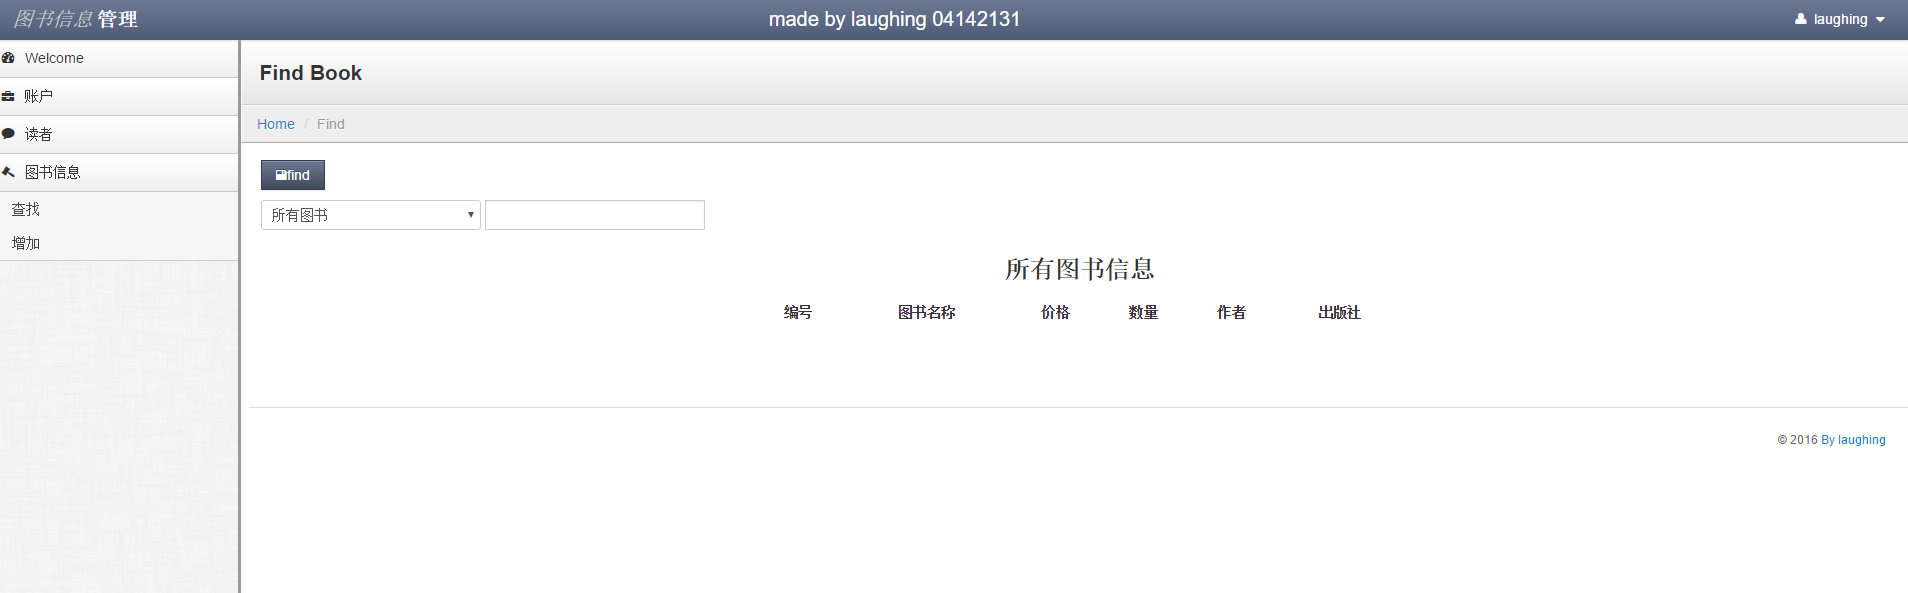 图书信息 管理
made by laughing 04142131
laughing
Welcome
账户
读者
图书信息
查找
增加
Find Book
Home / Find
find
所有图书
所有图书信息
编号 图书名称 价格 数量 作者 出版社
© 2016 By laughing